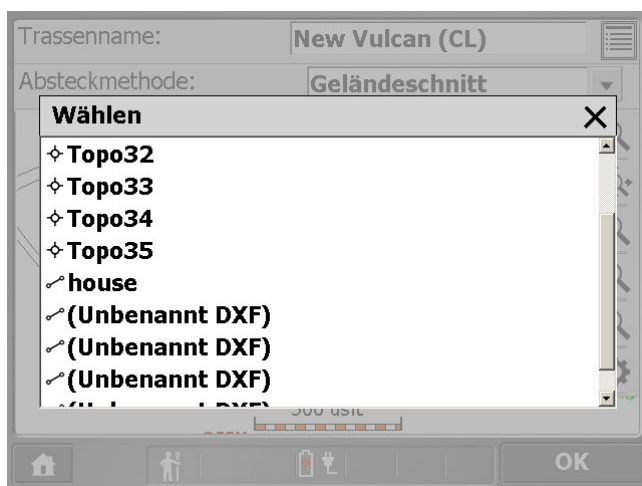 Trassenname: New Vulcan (CL)
Absteckmethode: Geländeschnitt
Wählen
Topo32
Topo33
Topo34
Topo35
house
(Unbenannt DXF)
(Unbenannt DXF)
(Unbenannt DXF)
OK